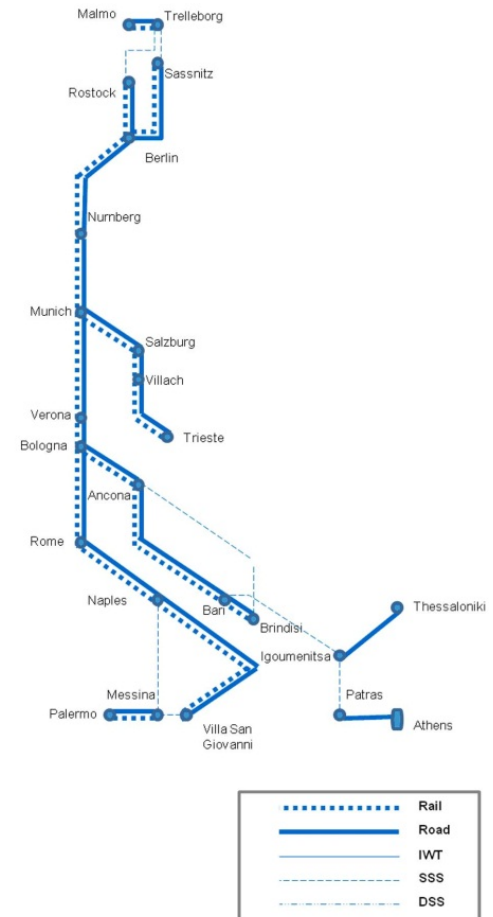 Malmo
Trelleborg
Sassnitz
Rostock
Berlin
Nurnberg
Munich
Salzburg
Villach
Verona
Trieste
Bologna
Ancona
Rome
Naples
Bari
Thessaloniki
Brindisi
Igoumenitsa
Messina
Patras
Palermo
Villa San
Giovanni
Athens
Rail
Road
IWT
SSS
DSS